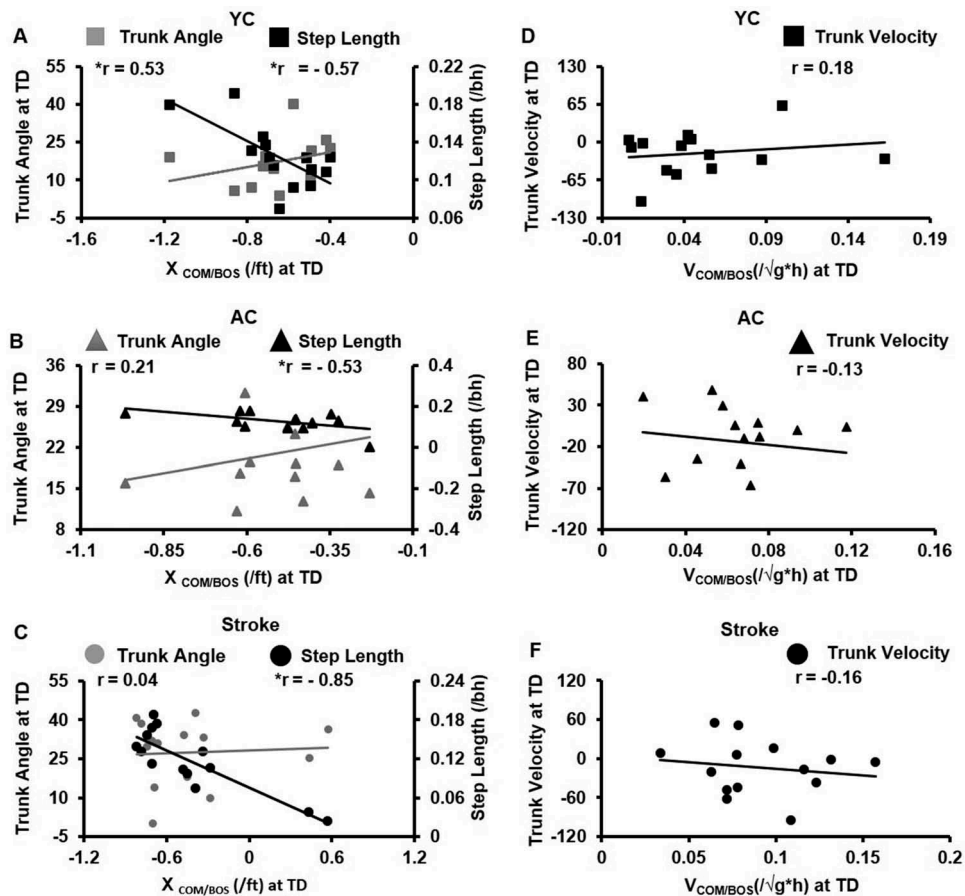 YC
A
Trunk Angle
Step Length
*r = 0.53
*r = - 0.57
Trunk Angle at TD
55
40
25
10
-5
0.22
0.18
0.14
0.1
0.06
Step Length (/bh)
-1.2
-0.8
-0.4
0
X COM/BOS (/ft) at TD
YC
D
Trunk Velocity
r = 0.18
Trunk Velocity at TD
130
65
0
-65
-130
-0.01
0.04
0.09
0.14
0.19
VCOM/BOS(/√g*h) at TD
AC
B
Trunk Angle
Step Length
r = 0.21
*r = - 0.53
Trunk Angle at TD
36
29
22
15
8
0.4
0.2
0
-0.2
-0.4
Step Length (/bh)
-1.1
-0.85
-0.6
-0.35
-0.1
X COM/BOS (/ft) at TD
AC
E
Trunk Velocity
r = -0.13
Trunk Velocity at TD
80
30
-20
-70
-120
0
0.04
0.08
0.12
0.16
VCOM/BOS(/√g*h) at TD
Stroke
C
Trunk Angle
Step Length
r = 0.04
*r = - 0.85
Trunk Angle at TD
55
40
25
10
-5
0.24
0.18
0.12
0.06
0
Step Length (/bh)
-1.2
-0.6
0
0.6
1.2
X COM/BOS (/ft) at TD
Stroke
F
Trunk Velocity
r = -0.16
Trunk Velocity at TD
120
60
0
-60
-120
0
0.05
0.1
0.15
0.2
VCOM/BOS(/√g*h) at TD